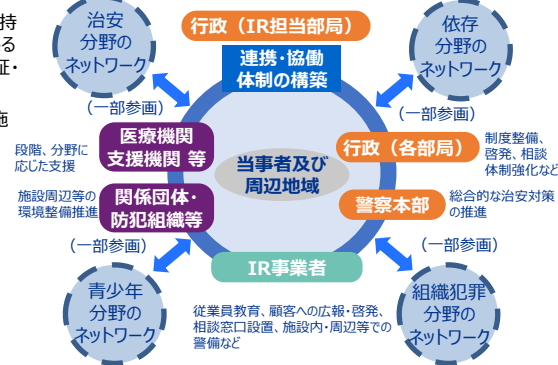 持
る
証・
施
治安
分野の
ネットワーク
行政（IR担当部局）
連携・協働
体制の構築
依存
分野の
ネットワーク
（一部参画）
（一部参画）
段階、分野に
応じた支援
医療機関
支援機関 等
当事者及び
周辺地域
行政（各部局）
制度整備、
啓発、相談
体制強化など
施設周辺等の
環境整備推進
関係団体・
防犯組織等
警察本部
総合的な治安対策
の推進
（一部参画）
（一部参画）
IR事業者
青少年
分野の
ネットワーク
従業員教育、顧客への広報・啓発、
相談窓口設置、施設内・周辺等での
警備など
組織犯罪
分野の
ネットワーク